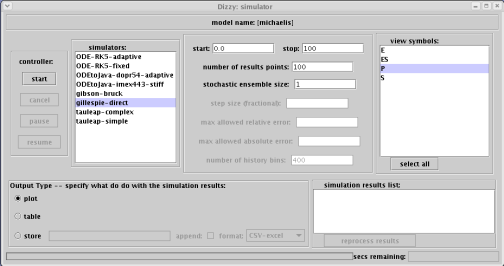 Dizzy: simulator
model name: [michaelis]
controller:
start
cancel
pause
resume
simulators:
ODE-RK5-adaptive
ODE-RK5-fixed
ODEtoJava-dopr54-adaptive
ODEtoJava-imex443-stiff
gibson-bruck
gillespie-direct
tauleap-complex
tauleap-simple
start: 0.0 stop: 100
number of results points: 100
stochastic ensemble size: 1
step size (fractional):
max allowed relative error:
max allowed absolute error:
number of history bins: 400
view symbols:
E
ES
P
S
select all
Output Type -- specify what do do with the simulation results:
plot
table
store append: format: CSV-excel
simulation results list:
reprocess results
secs remaining: